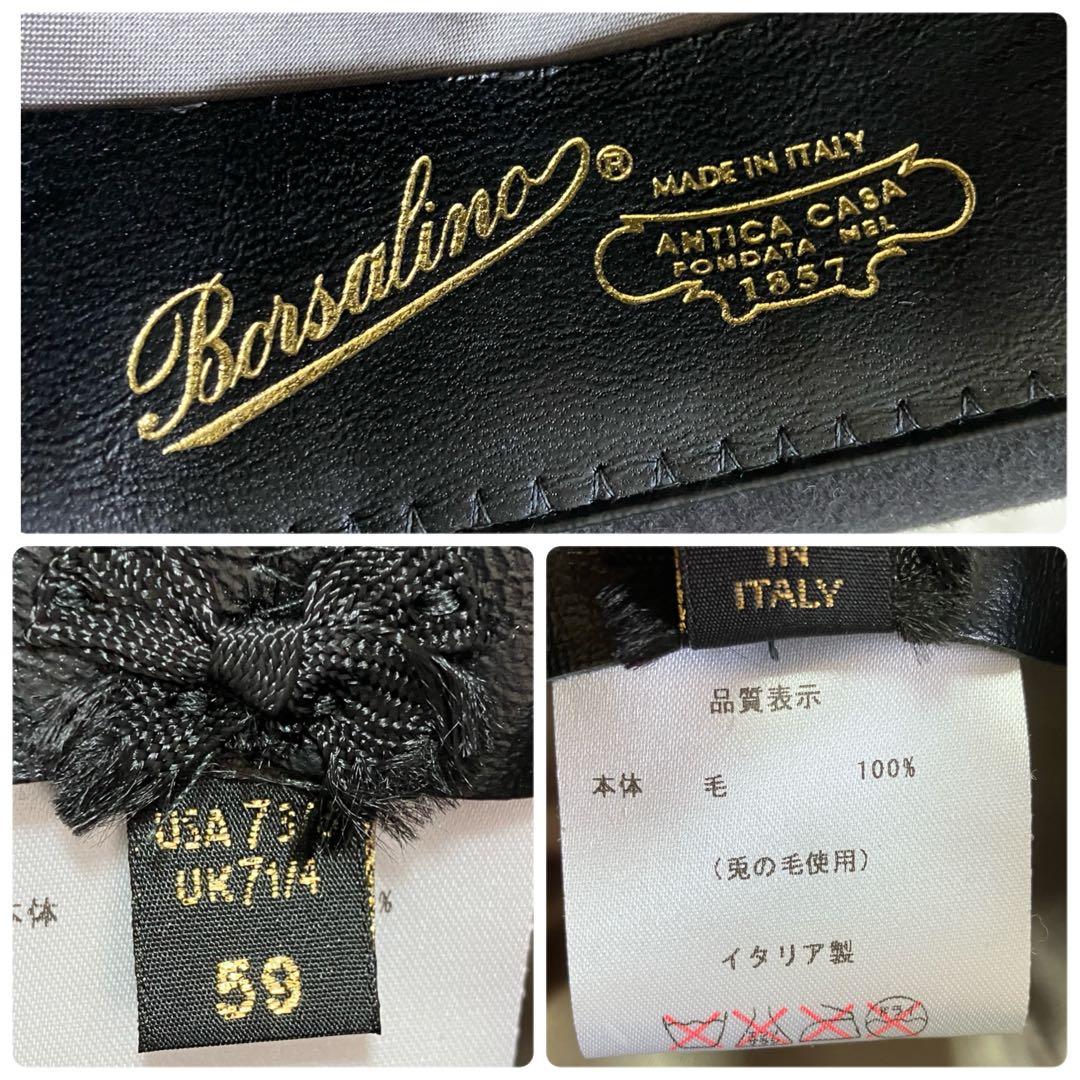 Borsalino®
MADE IN ITALY
ANTICA CASA
FONDATA NEL
1857
USA 7 3/
UK 7 1/4
59
本体
%
IN
ITALY
品質表示
本体 毛 100%
(兎の毛使用)
イタリア製